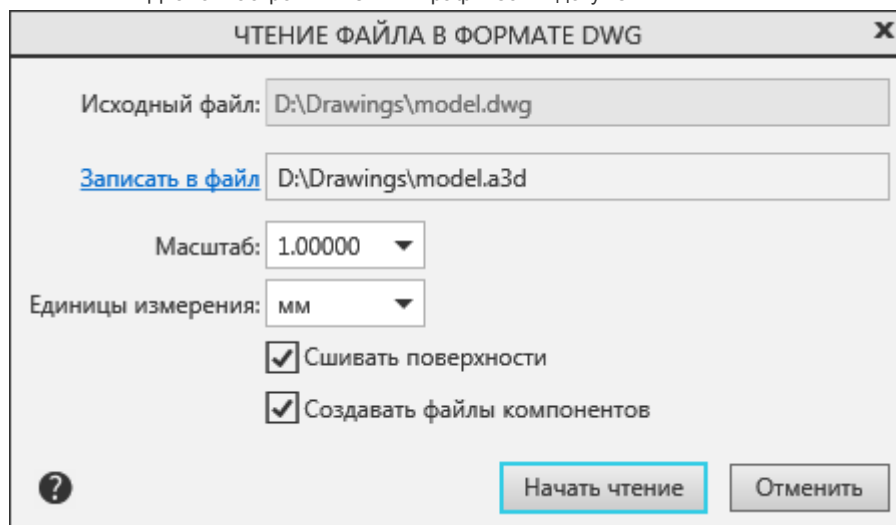 ЧТЕНИЕ ФАЙЛА В ФОРМАТЕ DWG
Исходный файл: D:\Drawings\model.dwg
Записать в файл D:\Drawings\model.a3d
Масштаб: 1.00000
Единицы измерения: мм
Сшивать поверхности
Создавать файлы компонентов
Начать чтение Отменить